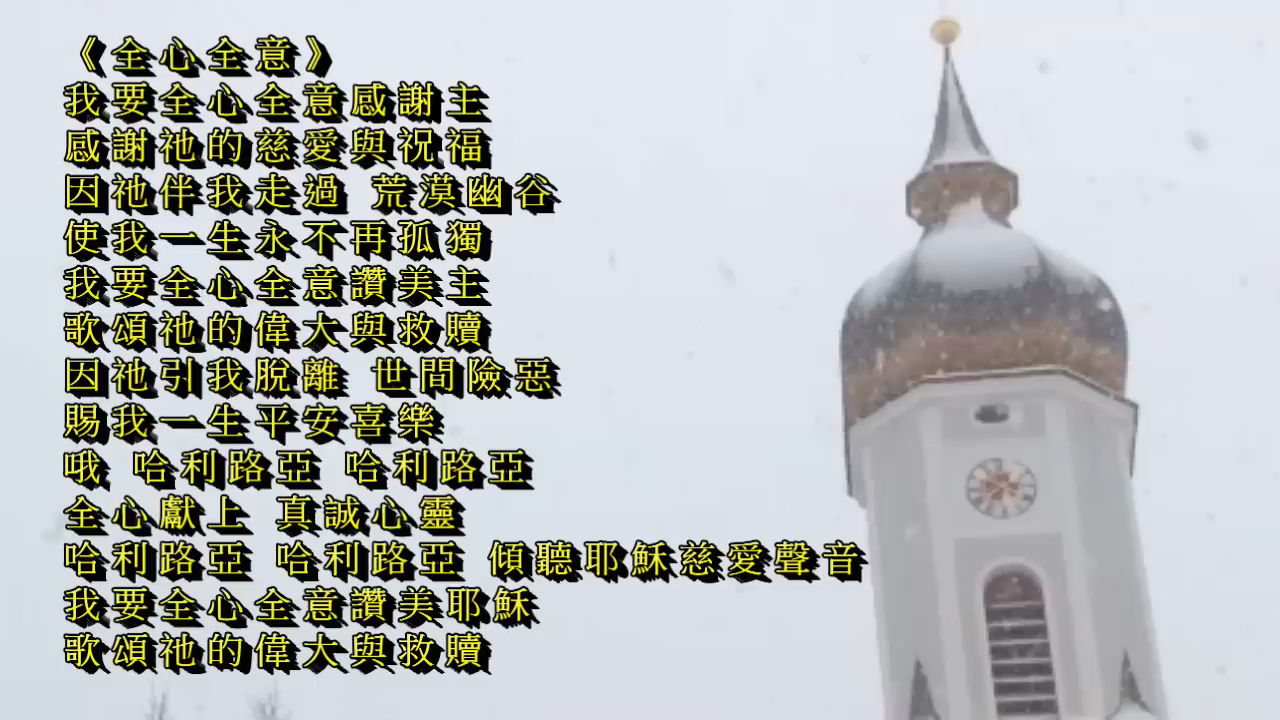 《全心全意》
我要全心全意感謝主
感謝祂的慈愛與祝福
因祂伴我走過 荒漠幽谷
使我一生永不再孤獨
我要全心全意讚美主
歌頌祂的偉大與救贖
因祂引我脫離 世間險惡
賜我一生平安喜樂
哦 哈利路亞 哈利路亞
全心獻上 真誠心靈
哈利路亞 哈利路亞 傾聽耶穌慈愛聲音
我要全心全意讚美耶穌
歌頌祂的偉大與救贖